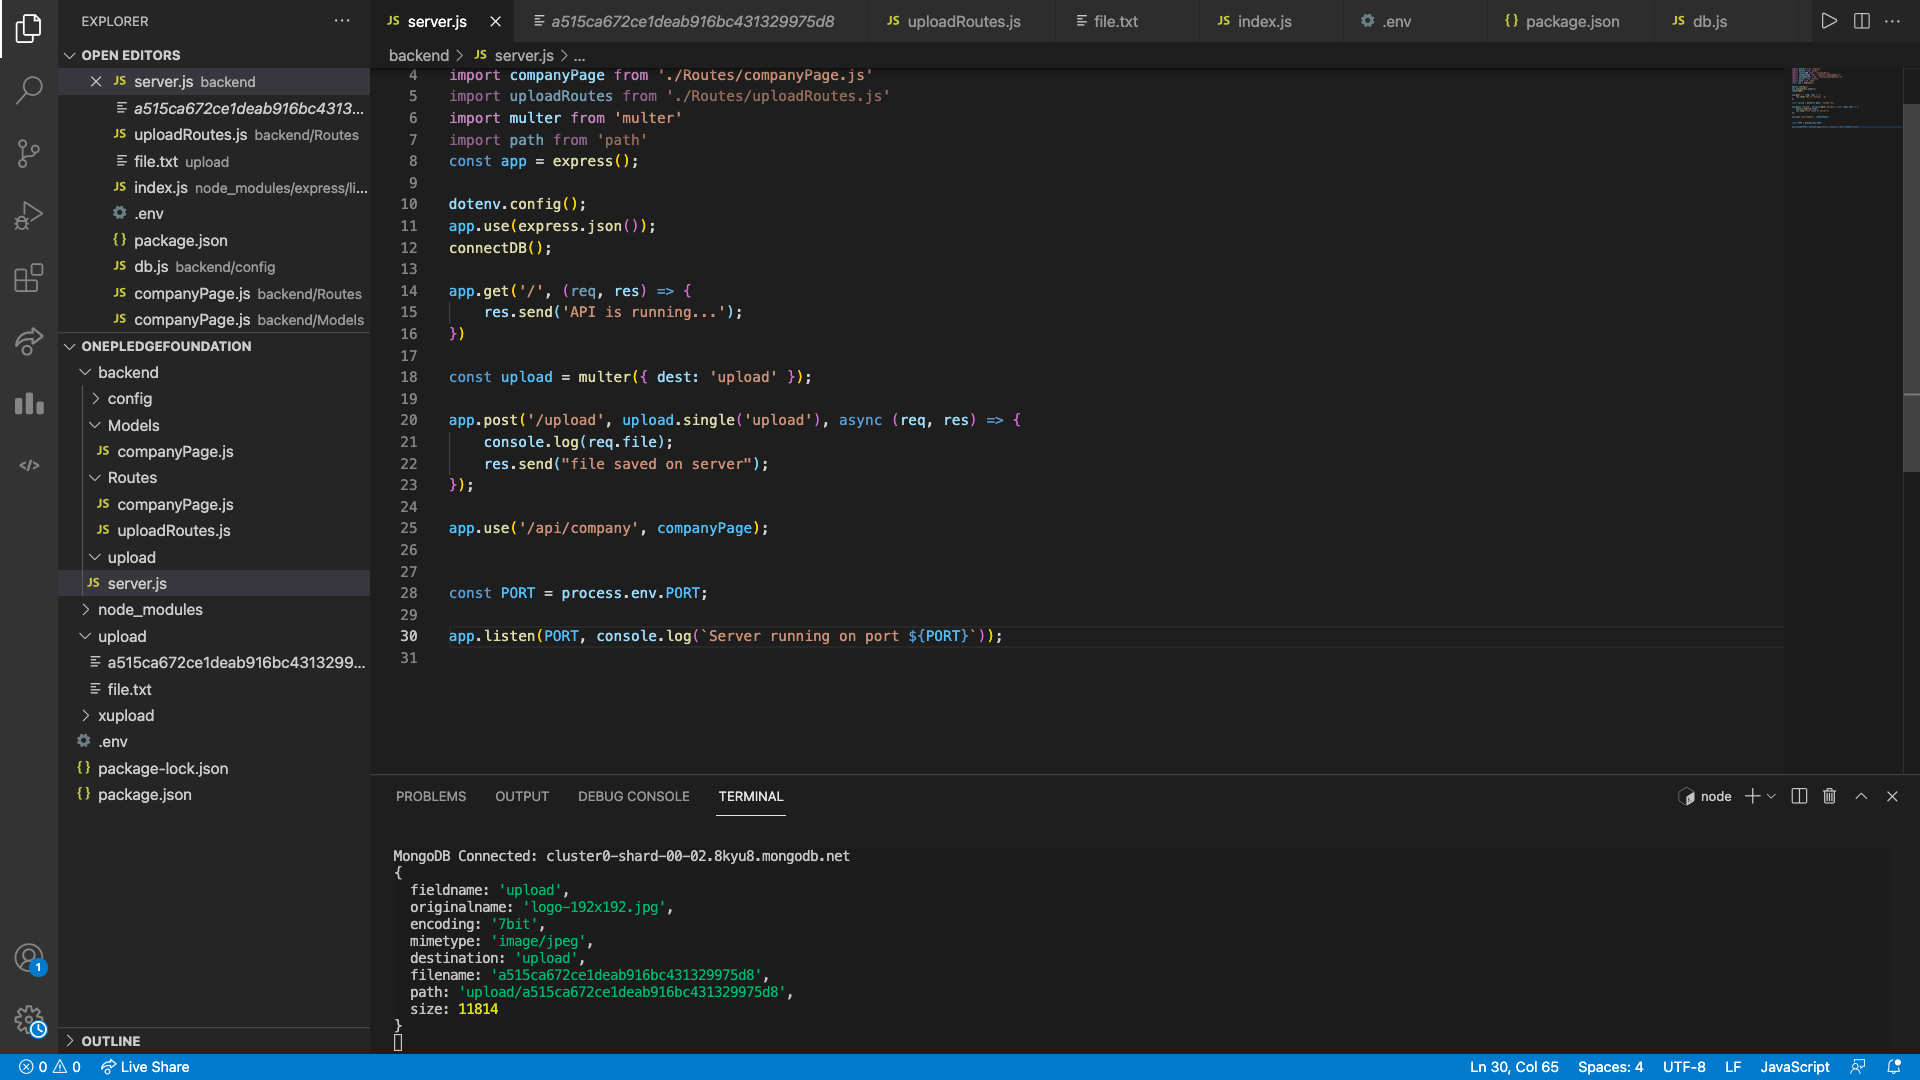 EXPLORER
OPEN EDITORS
JS server.js backend
a515ca672ce1deab916bc4313...
JS uploadRoutes.js backend/Routes
file.txt upload
JS index.js node_modules/express/li...
.env
{} package.json
JS db.js backend/config
JS companyPage.js backend/Routes
JS companyPage.js backend/Models
ONEPLEDGEFOUNDATION
backend
config
Models
JS companyPage.js
Routes
JS companyPage.js
JS uploadRoutes.js
upload
JS server.js
node_modules
upload
a515ca672ce1deab916bc4313299...
file.txt
xupload
.env
{} package-lock.json
{} package.json
OUTLINE
JS server.js
a515ca672ce1deab916bc431329975d8
JS uploadRoutes.js
file.txt
JS index.js
.env
{} package.json
JS db.js
backend > JS server.js > ...
4 import companyPage from './Routes/companyPage.js'
5 import uploadRoutes from './Routes/uploadRoutes.js'
6 import multer from 'multer'
7 import path from 'path'
8 const app = express();
9
10 dotenv.config();
11 app.use(express.json());
12 connectDB();
13
14 app.get('/', (req, res) => {
15 res.send('API is running...');
16 })
17
18 const upload = multer({ dest: 'upload' });
19
20 app.post('/upload', upload.single('upload'), async (req, res) => {
21 console.log(req.file);
22 res.send("file saved on server");
23 });
24
25 app.use('/api/company', companyPage);
26
27
28 const PORT = process.env.PORT;
29
30 app.listen(PORT, console.log(`Server running on port ${PORT}`));
31
PROBLEMS OUTPUT DEBUG CONSOLE TERMINAL
node
MongoDB Connected: cluster0-shard-00-02.8kyu8.mongodb.net
{
fieldname: 'upload',
originalname: 'logo-192x192.jpg',
encoding: '7bit',
mimetype: 'image/jpeg',
destination: 'upload',
filename: 'a515ca672ce1deab916bc431329975d8',
path: 'upload/a515ca672ce1deab916bc431329975d8',
size: 11814
}
1
0 0 Live Share
Ln 30, Col 65 Spaces: 4 UTF-8 LF JavaScript